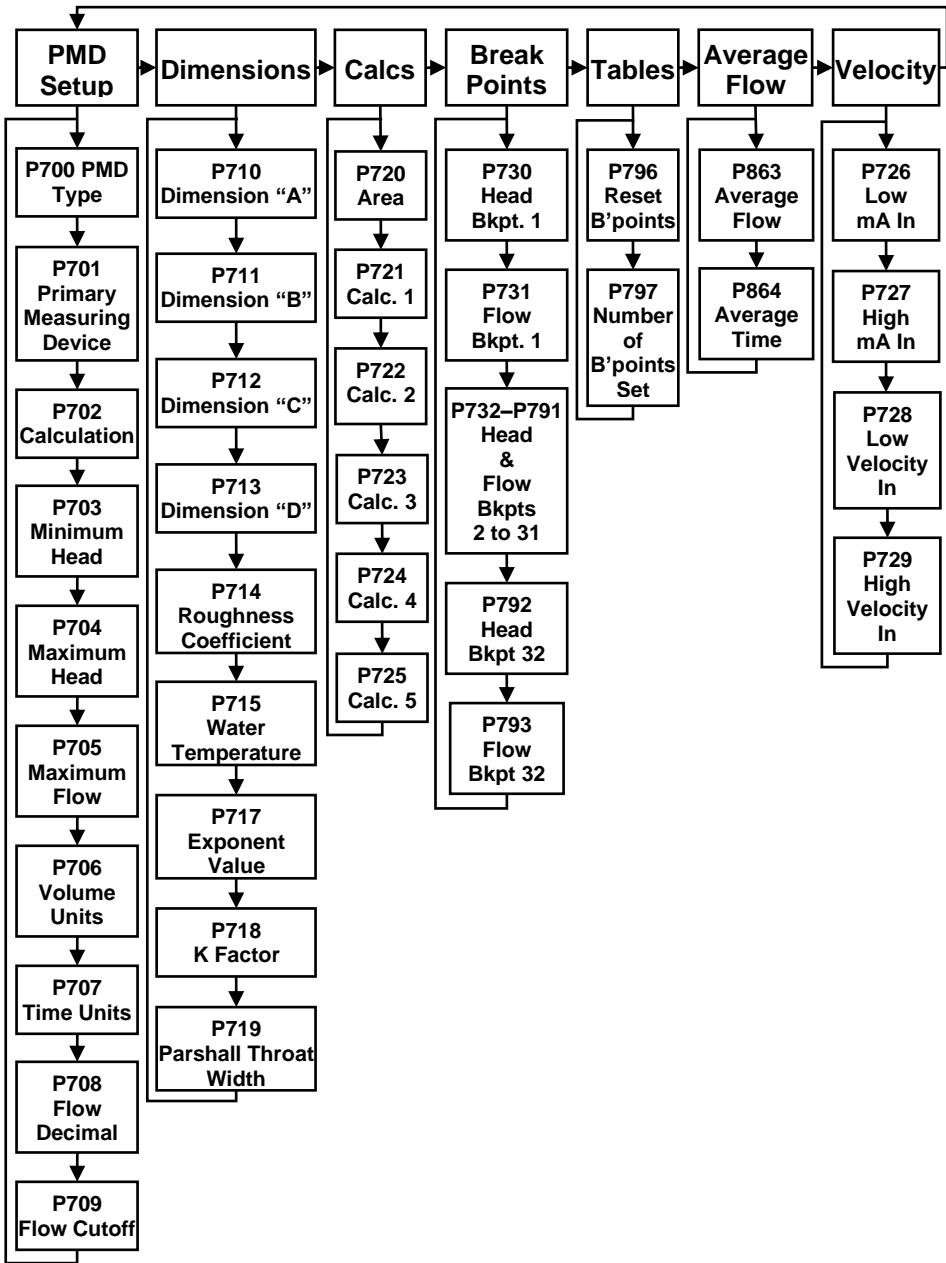 PMD
Setup
Dimensions
Calcs
Break
Points
Tables
Average
Flow
Velocity
P700 PMD
Type
P701
Primary
Measuring
Device
P702
Calculation
P703
Minimum
Head
P704
Maximum
Head
P705
Maximum
Flow
P706
Volume
Units
P707
Time Units
P708
Flow
Decimal
P709
Flow Cutoff
P710
Dimension “A”
P711
Dimension “B”
P712
Dimension “C”
P713
Dimension “D”
P714
Roughness
Coefficient
P715
Water
Temperature
P717
Exponent
Value
P718
K Factor
P719
Parshall Throat
Width
P720
Area
P721
Calc. 1
P722
Calc. 2
P723
Calc. 3
P724
Calc. 4
P725
Calc. 5
P730
Head
Bkpt. 1
P731
Flow
Bkpt. 1
P732–P791
Head
&
Flow
Bkpts
2 to 31
P792
Head
Bkpt 32
P793
Flow
Bkpt 32
P796
Reset
B’points
P797
Number
of
B’points
Set
P863
Average
Flow
P864
Average
Time
P726
Low
mA In
P727
High
mA In
P728
Low
Velocity
In
P729
High
Velocity
In